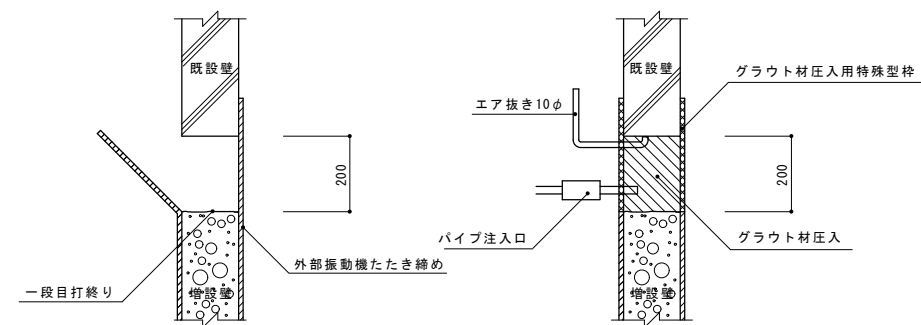 既設壁
200
外部振動機たたき締め
一段目打終り
増設壁
既設壁
グラウト材圧入用特殊型枠
エア抜き10φ
200
パイプ注入口
グラウト材圧入
増設壁